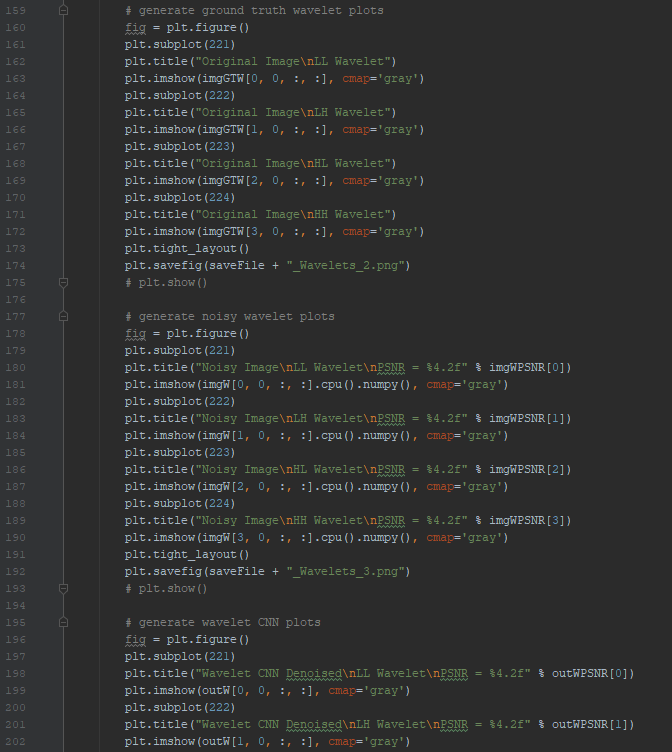 159 # generate ground truth wavelet plots
160 fig = plt.figure()
161 plt.subplot(221)
162 plt.title("Original Image\nLL Wavelet")
163 plt.imshow(imgGTW[0, 0, :, :], cmap='gray')
164 plt.subplot(222)
165 plt.title("Original Image\nLH Wavelet")
166 plt.imshow(imgGTW[1, 0, :, :], cmap='gray')
167 plt.subplot(223)
168 plt.title("Original Image\nHL Wavelet")
169 plt.imshow(imgGTW[2, 0, :, :], cmap='gray')
170 plt.subplot(224)
171 plt.title("Original Image\nHH Wavelet")
172 plt.imshow(imgGTW[3, 0, :, :], cmap='gray')
173 plt.tight_layout()
174 plt.savefig(saveFile + "_Wavelets_2.png")
175 # plt.show()
176
177 # generate noisy wavelet plots
178 fig = plt.figure()
179 plt.subplot(221)
180 plt.title("Noisy Image\nLL Wavelet\nPSNR = %4.2f" % imgWPSNR[0])
181 plt.imshow(imgW[0, 0, :, :].cpu().numpy(), cmap='gray')
182 plt.subplot(222)
183 plt.title("Noisy Image\nLH Wavelet\nPSNR = %4.2f" % imgWPSNR[1])
184 plt.imshow(imgW[1, 0, :, :].cpu().numpy(), cmap='gray')
185 plt.subplot(223)
186 plt.title("Noisy Image\nHL Wavelet\nPSNR = %4.2f" % imgWPSNR[2])
187 plt.imshow(imgW[2, 0, :, :].cpu().numpy(), cmap='gray')
188 plt.subplot(224)
189 plt.title("Noisy Image\nHH Wavelet\nPSNR = %4.2f" % imgWPSNR[3])
190 plt.imshow(imgW[3, 0, :, :].cpu().numpy(), cmap='gray')
191 plt.tight_layout()
192 plt.savefig(saveFile + "_Wavelets_3.png")
193 # plt.show()
194
195 # generate wavelet CNN plots
196 fig = plt.figure()
197 plt.subplot(221)
198 plt.title("Wavelet CNN Denoised\nLL Wavelet\nPSNR = %4.2f" % outWPSNR[0])
199 plt.imshow(outW[0, 0, :, :], cmap='gray')
200 plt.subplot(222)
201 plt.title("Wavelet CNN Denoised\nLH Wavelet\nPSNR = %4.2f" % outWPSNR[1])
202 plt.imshow(outW[1, 0, :, :], cmap='gray')